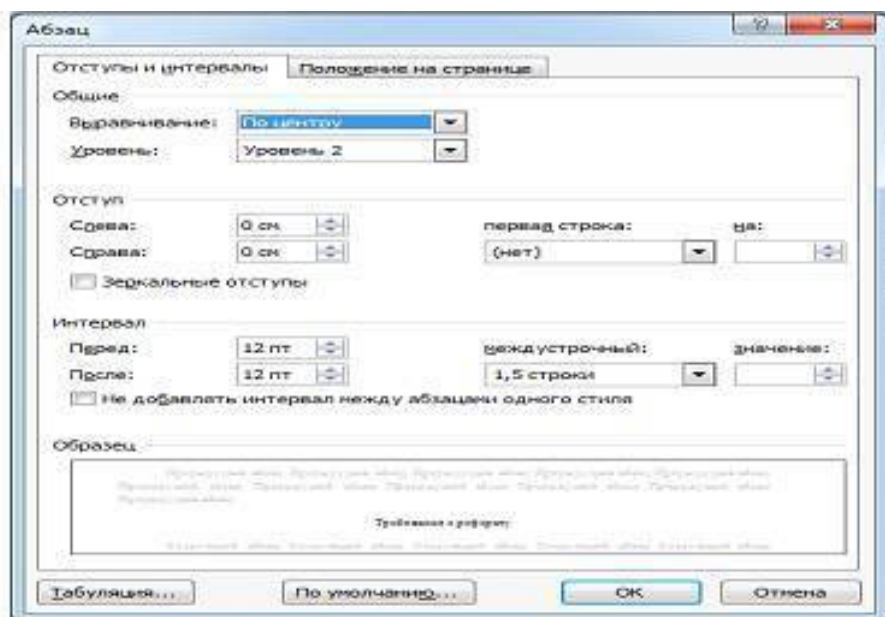 Абзац
Отступы и интервалы Положение на странице
Общие
Выравнивание: По центру
Уровень: Уровень 2
Отступ
Слева: 0 см первая строка: на:
Справа: 0 см (нет)
Зеркальные отступы
Интервал
Перед: 12 пт междустрочный: значение:
После: 12 пт 1,5 строки
Не добавлять интервал между абзацами одного стиля
Образец
Требования к
Табуляция... По умолчанию... ОК Отмена